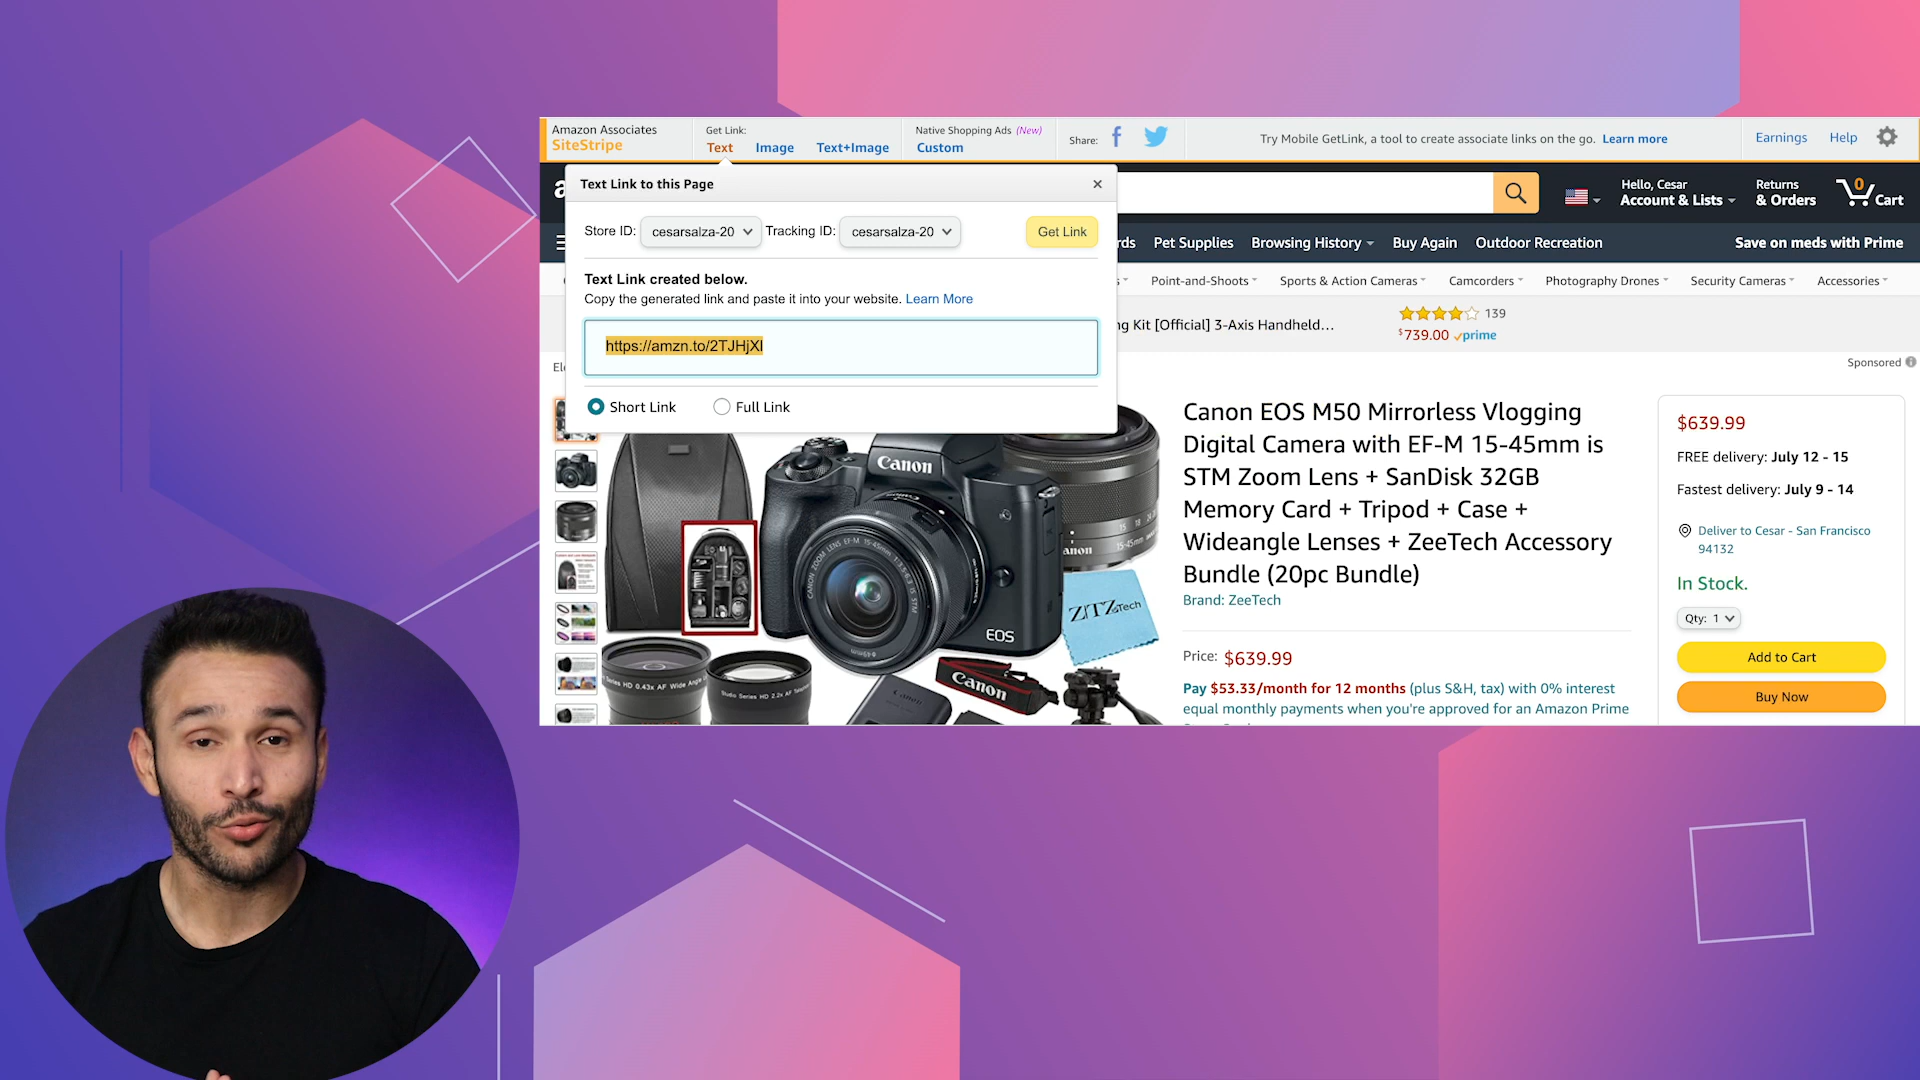 Amazon Associates
SiteStripe
Get Link:
Text
Image
Text+Image
Native Shopping Ads (New)
Custom
Share:
Try Mobile GetLink, a tool to create associate links on the go. Learn more
Earnings
Help
Text Link to this Page
Store ID: cesarsalza-20 Tracking ID: cesarsalza-20
Get Link
Text Link created below.
Copy the generated link and paste it into your website. Learn More
Short Link
Full Link
Hello, Cesar
Account & Lists
Returns
& Orders
0
Cart
Pet Supplies
Browsing History
Buy Again
Outdoor Recreation
Save on meds with Prime
Point-and-Shoots
Sports & Action Cameras
Camcorders
Photography Drones
Security Cameras
Accessories
Kit [Official] 3-Axis Handheld...
139
$739.00 prime
Sponsored
Canon EOS M50 Mirrorless Vlogging
Digital Camera with EF-M 15-45mm is
STM Zoom Lens + SanDisk 32GB
Memory Card + Tripod + Case +
Wideangle Lenses + ZeeTech Accessory
Bundle (20pc Bundle)
Brand: ZeeTech
Price: $639.99
Pay $53.33/month for 12 months (plus S&H, tax) with 0% interest
equal monthly payments when you're approved for an Amazon Prime
$639.99
FREE delivery: July 12 - 15
Fastest delivery: July 9 - 14
Deliver to Cesar - San Francisco
94132
In Stock.
Qty: 1
Add to Cart
Buy Now
Canon
EOS
CANON ZOOM LENS EF-M 15-45mm
15-45mm
Canon